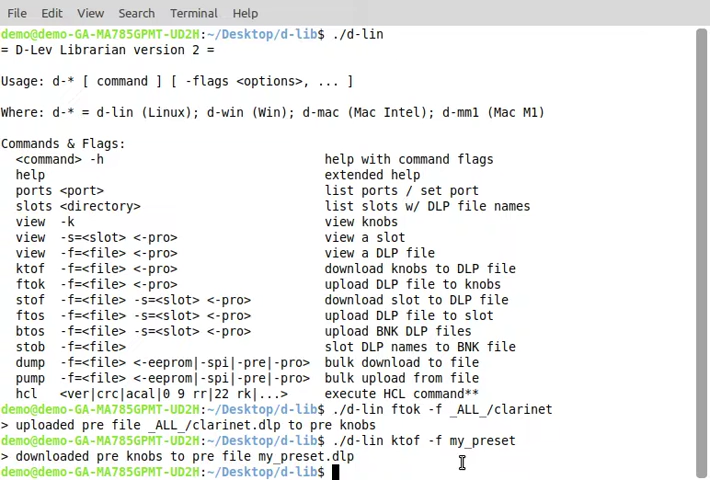 File Edit View Search Terminal Help
demo@demo-GA-MA785GPMT-UD2H:~/Desktop/d-lib$ ./d-lin
= D-Lev Librarian version 2 =
Usage: d-* [ command ] [ -flags <options>, ... ]
Where: d-* = d-lin (Linux); d-win (Win); d-mac (Mac Intel); d-mm1 (Mac M1)
Commands & Flags:
<command> -h help with command flags
help extended help
ports <port> list ports / set port
slots <directory> list slots w/ DLP file names
view -k view knobs
view -s=<slot> <-pro> view a slot
view -f=<file> <-pro> view a DLP file
ktof -f=<file> <-pro> download knobs to DLP file
ftok -f=<file> <-pro> upload DLP file to knobs
stof -f=<file> -s=<slot> <-pro> download slot to DLP file
ftos -f=<file> -s=<slot> <-pro> upload DLP file to slot
btos -f=<file> -s=<slot> <-pro> upload BNK DLP files
stob -f=<file> slot DLP names to BNK file
dump -f=<file> <-eeprom|-spi|-pre|-pro> bulk download to file
pump -f=<file> <-eeprom|-spi|-pre|-pro> bulk upload from file
hcl <ver|crc|acal|0 9 rr|22 rk|...> execute HCL command**
demo@demo-GA-MA785GPMT-UD2H:~/Desktop/d-lib$ ./d-lin ftok -f _ALL_/clarinet
> uploaded pre file _ALL_/clarinet.dlp to pre knobs
demo@demo-GA-MA785GPMT-UD2H:~/Desktop/d-lib$ ./d-lin ktof -f my_preset
> downloaded pre knobs to pre file my_preset.dlp
demo@demo-GA-MA785GPMT-UD2H:~/Desktop/d-lib$